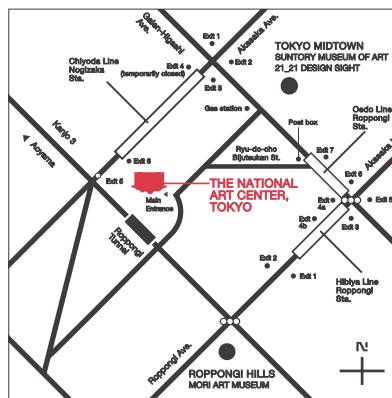 Gaien-Higashi
Ave.
Exit 1
Akasaka Ave.
Exit 2
Chiyoda Line
Nogizaka
Sta.
Exit 4
(temporarily closed)
Exit 3
TOKYO MIDTOWN
SUNTORY MUSEUM OF ART
21_21 DESIGN SIGHT
Gas station
Post box
Oedo Line
Roppongi
Sta.
Kanjo 3
Aoyama
Exit 6
Exit 5
Ryu-do-cho
Bijutsukan St.
Exit 7
Akasaka
Exit 6
Main
Entrance
THE NATIONAL
ART CENTER,
TOKYO
Exit
4a
Exit
4b
Exit 3
Roppongi
Tunnel
Exit 2
Exit 1
Hibiya Line
Roppongi
Sta.
Roppongi Ave.
ROPPONGI HILLS
MORI ART MUSEUM
N